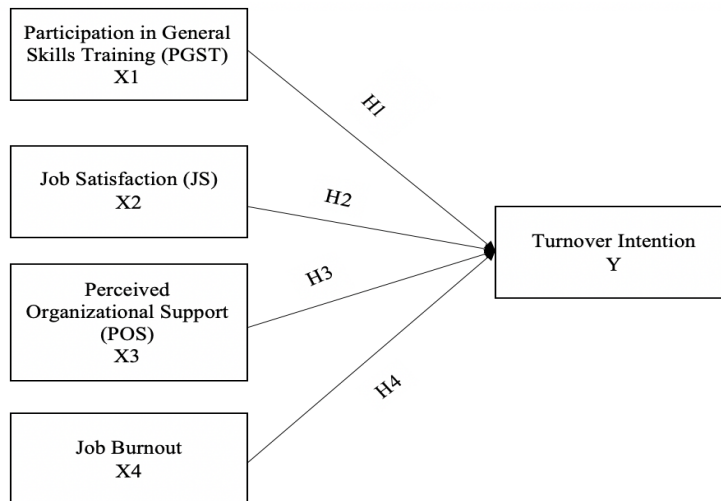 Participation in General
Skills Training (PGST)
X1
H1
Job Satisfaction (JS)
X2
H2
Turnover Intention
Y
Perceived
Organizational Support
(POS)
X3
H3
H4
Job Burnout
X4